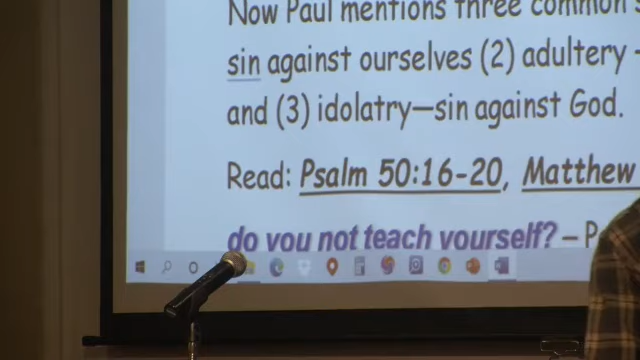 Now Paul mentions three common
sin against ourselves (2) adultery –
and (3) idolatry—sin against God.
Read: Psalm 50:16-20, Matthew
do you not teach yourself? –